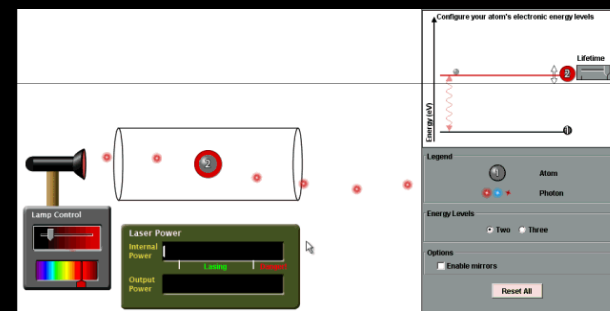 Configure your atom's electronic energy levels
Lifetime
2
Energy (eV)
1
2
Legend
1
Atom
Photon
Lamp Control
Laser Power
Internal
Power
Lasing
Output
Power
Energy Levels
Two
Three
Options
Enable mirrors
Reset All